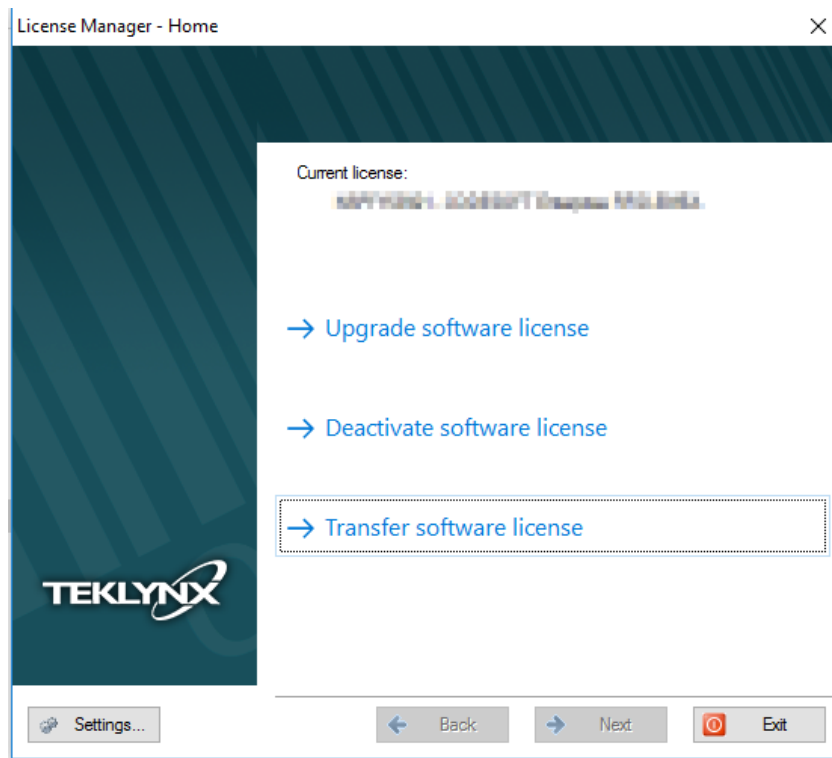 License Manager - Home
Current license:
Upgrade software license
Deactivate software license
Transfer software license
TEKLYNX
Settings...
Back
Next
Exit